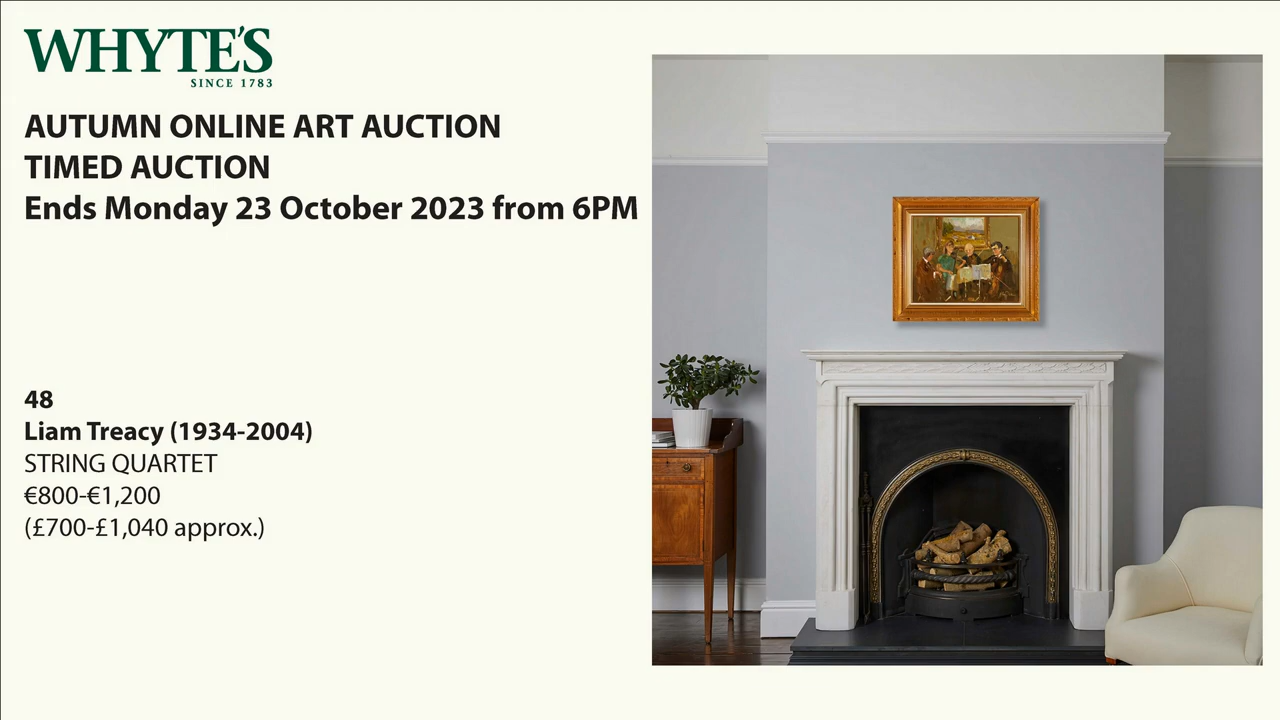 WHYTE'S
SINCE 1783
AUTUMN ONLINE ART AUCTION
TIMED AUCTION
Ends Monday 23 October 2023 from 6PM
48
Liam Treacy (1934-2004)
STRING QUARTET
€800-€1,200
(£700-£1,040 approx.)